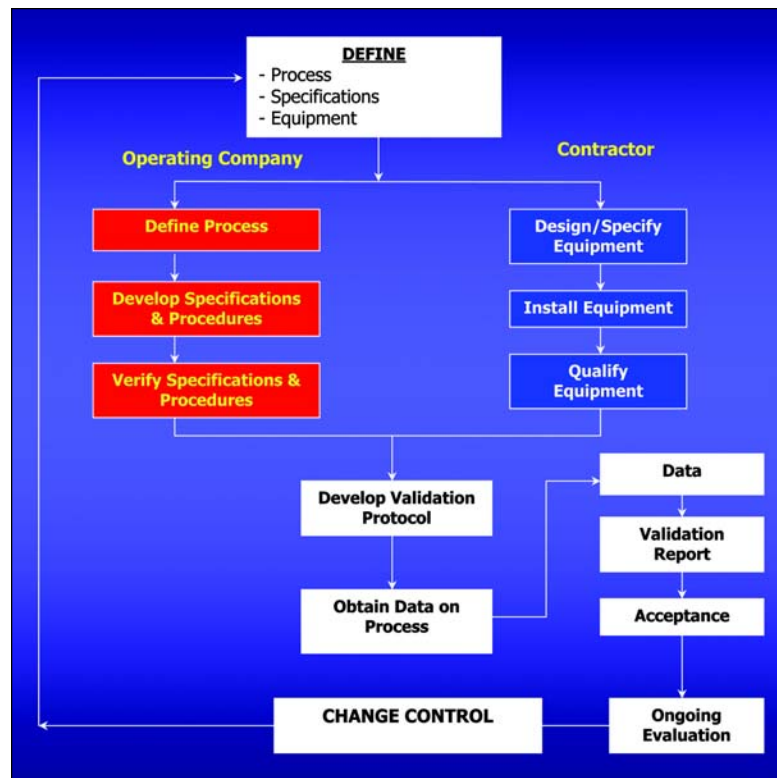 DEFINE
- Process
- Specifications
- Equipment
Operating Company
Contractor
Define Process
Develop Specifications
& Procedures
Verify Specifications &
Procedures
Design/Specify
Equipment
Install Equipment
Qualify
Equipment
Develop Validation
Protocol
Obtain Data on
Process
Data
Validation
Report
Acceptance
Ongoing
Evaluation
CHANGE CONTROL